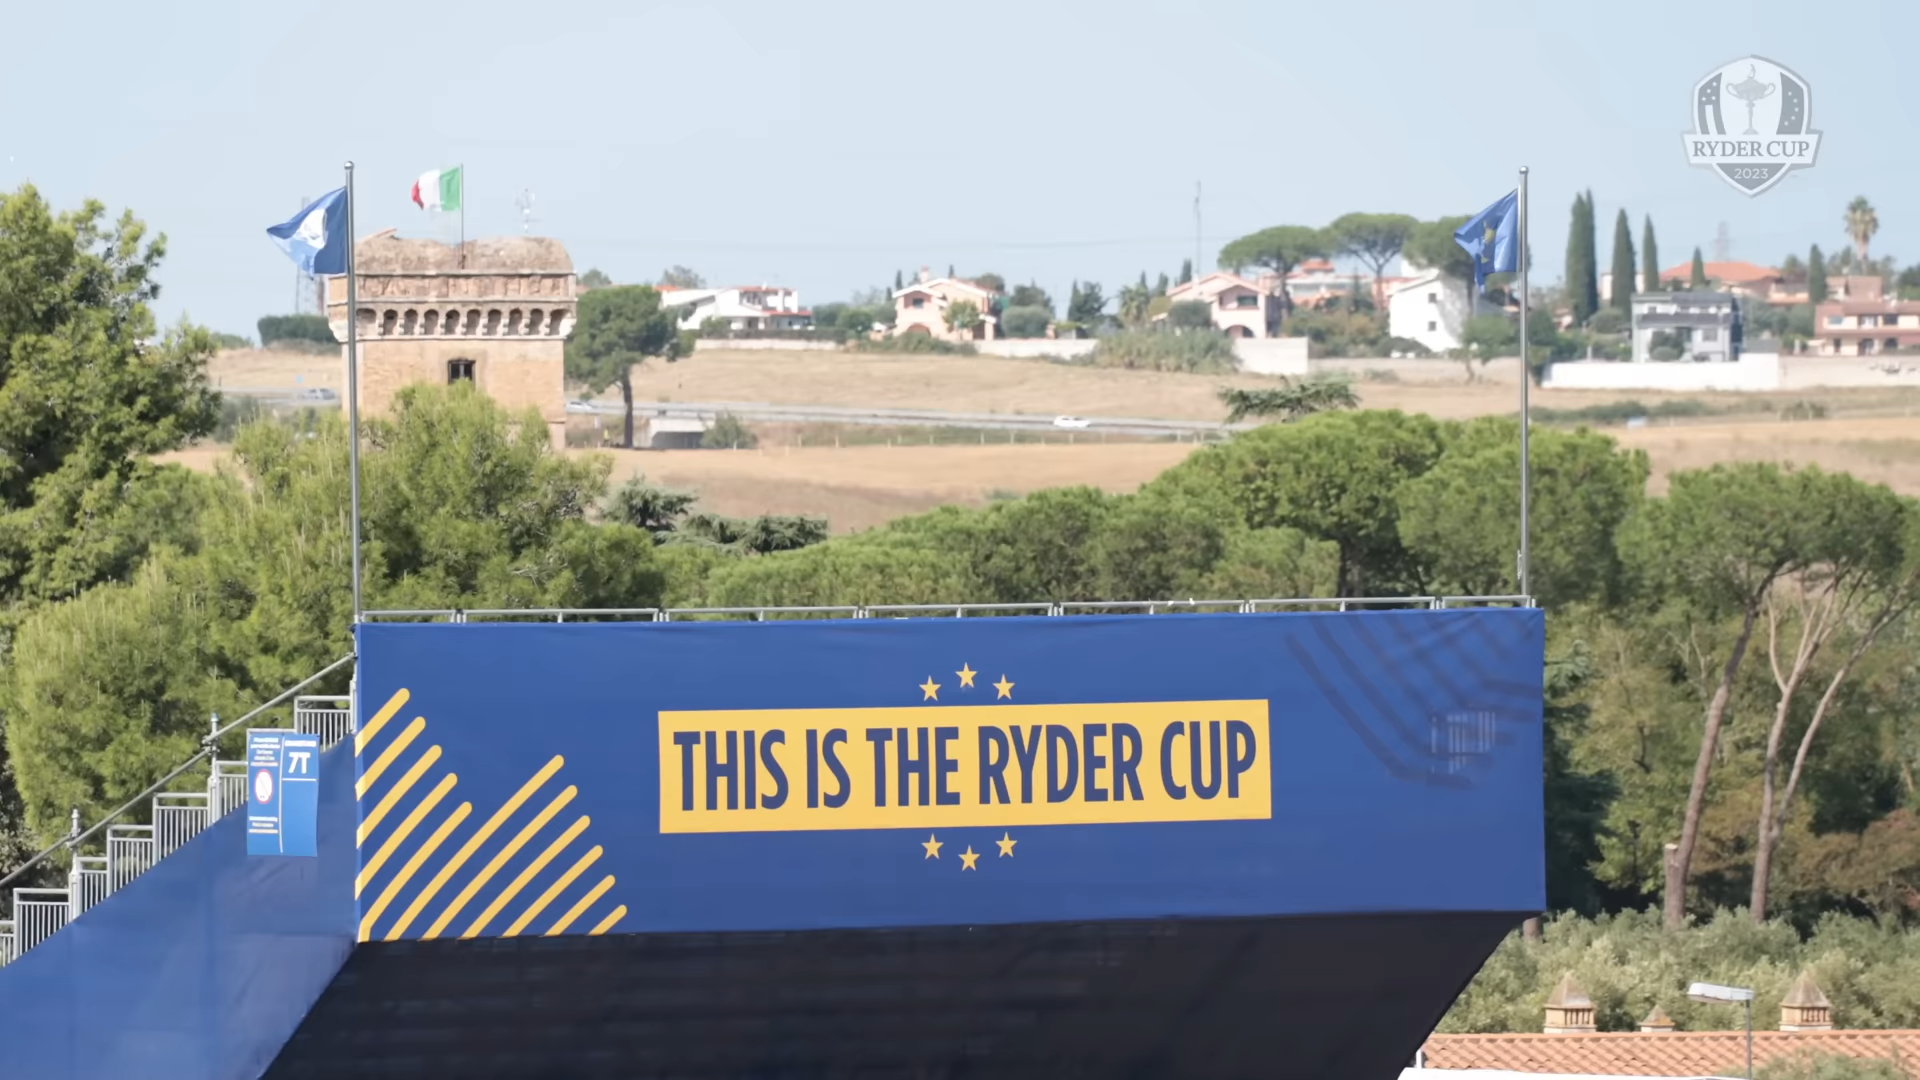 RYDER CUP
2023
7T
THIS IS THE RYDER CUP